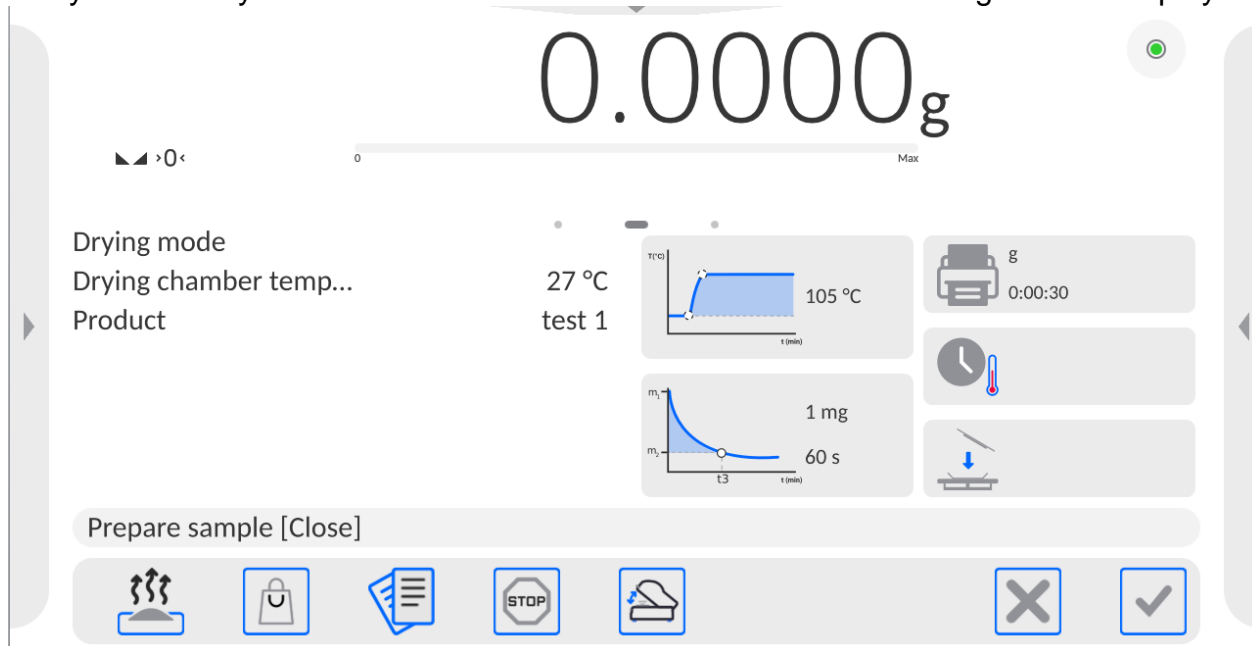 0.0000g
>0<
0 Max
Drying mode
Drying chamber temp... 27 °C
Product test 1
T(°C)
105 °C
t (min)
g
0:00:30
m1
1 mg
m2
60 s
t3
t (min)
Prepare sample [Close]
STOP